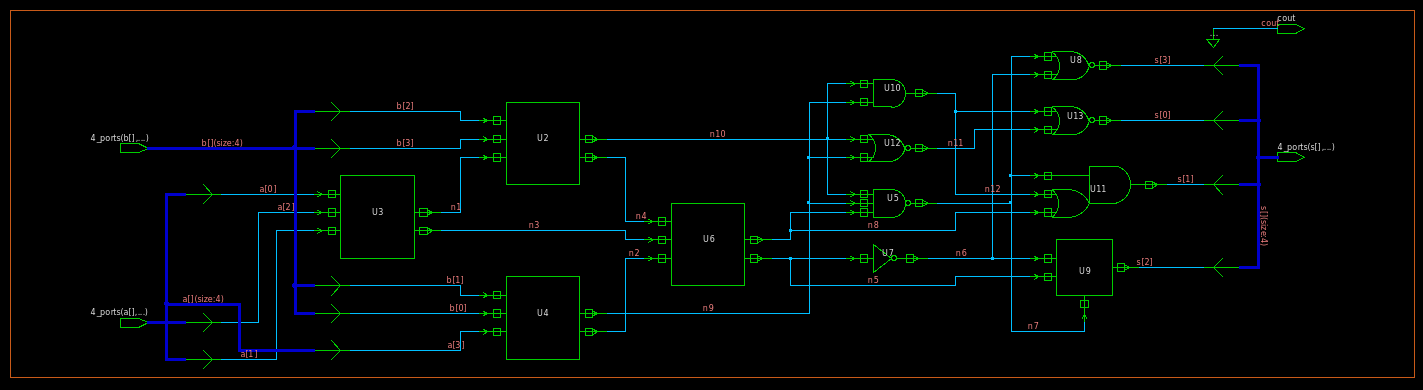 cout
cout
U8
s[3]
U10
b[2]
U13
s[0]
4_ports(b[],...)
b[](size:4)
b[3]
U2
n10
U12
n11
4_ports(s[],...)
a[0]
a[2]
U3
n1
n12
U11
s[1]
U5
n4
n3
n8
s[](size:4)
U6
n2
U7
n6
U9
s[2]
b[1]
n5
a[](size:4)
b[0]
n9
4_ports(a[],...)
U4
n7
a[3]
a[1]